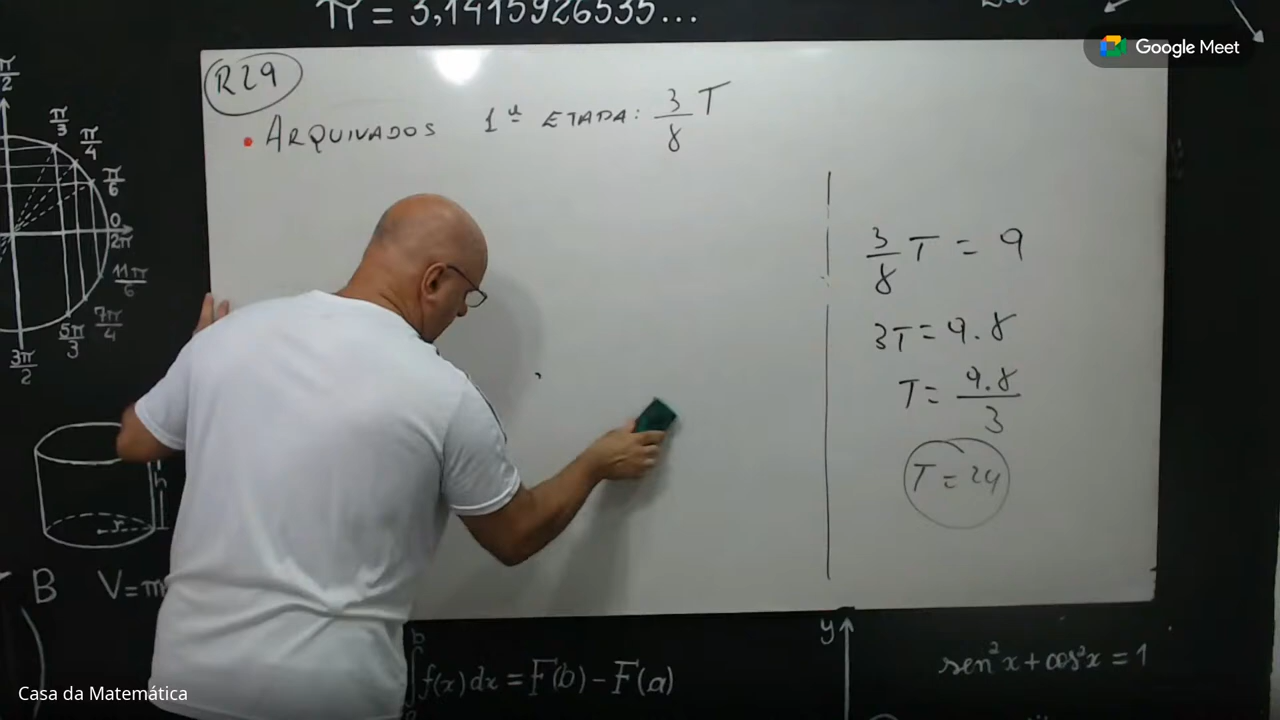 π = 3,1415926535...
Google Meet
R29
• ARQUIVADOS 1ª ETAPA: 3/8 T
3/8 T = 9
3T = 9.8
T = 9.8/3
T = 24
π/2
π/3
π/4
π/6
0
2π
11π/6
7π/4
5π/3
3π/2
h
r
B V=m
∫ b f(x)dx = F(b) - F(a)
y
sen²x + cos²x = 1
Casa da Matemática